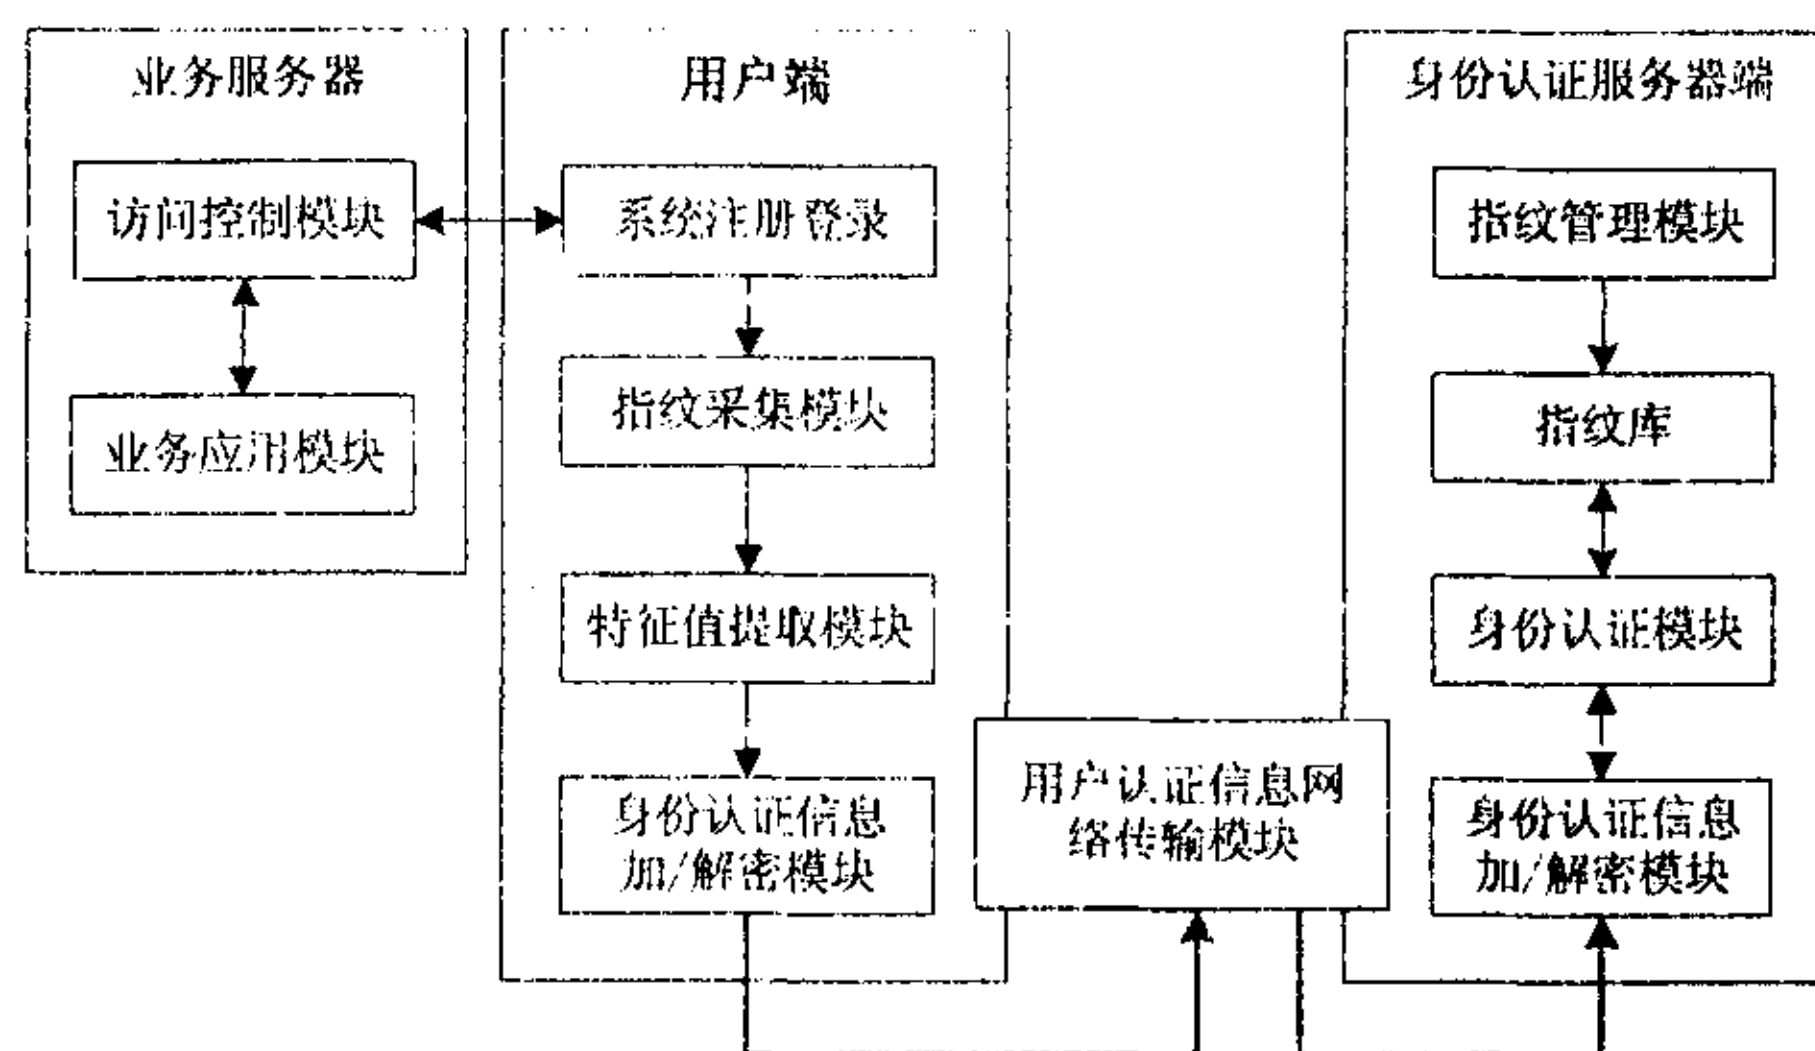 业务服务器
访问控制模块
业务应用模块
用户端
系统注册登录
指纹采集模块
特征值提取模块
身份认证信息
加/解密模块
用户认证信息网
络传输模块
身份认证服务器端
指纹管理模块
指纹库
身份认证模块
身份认证信息
加/解密模块